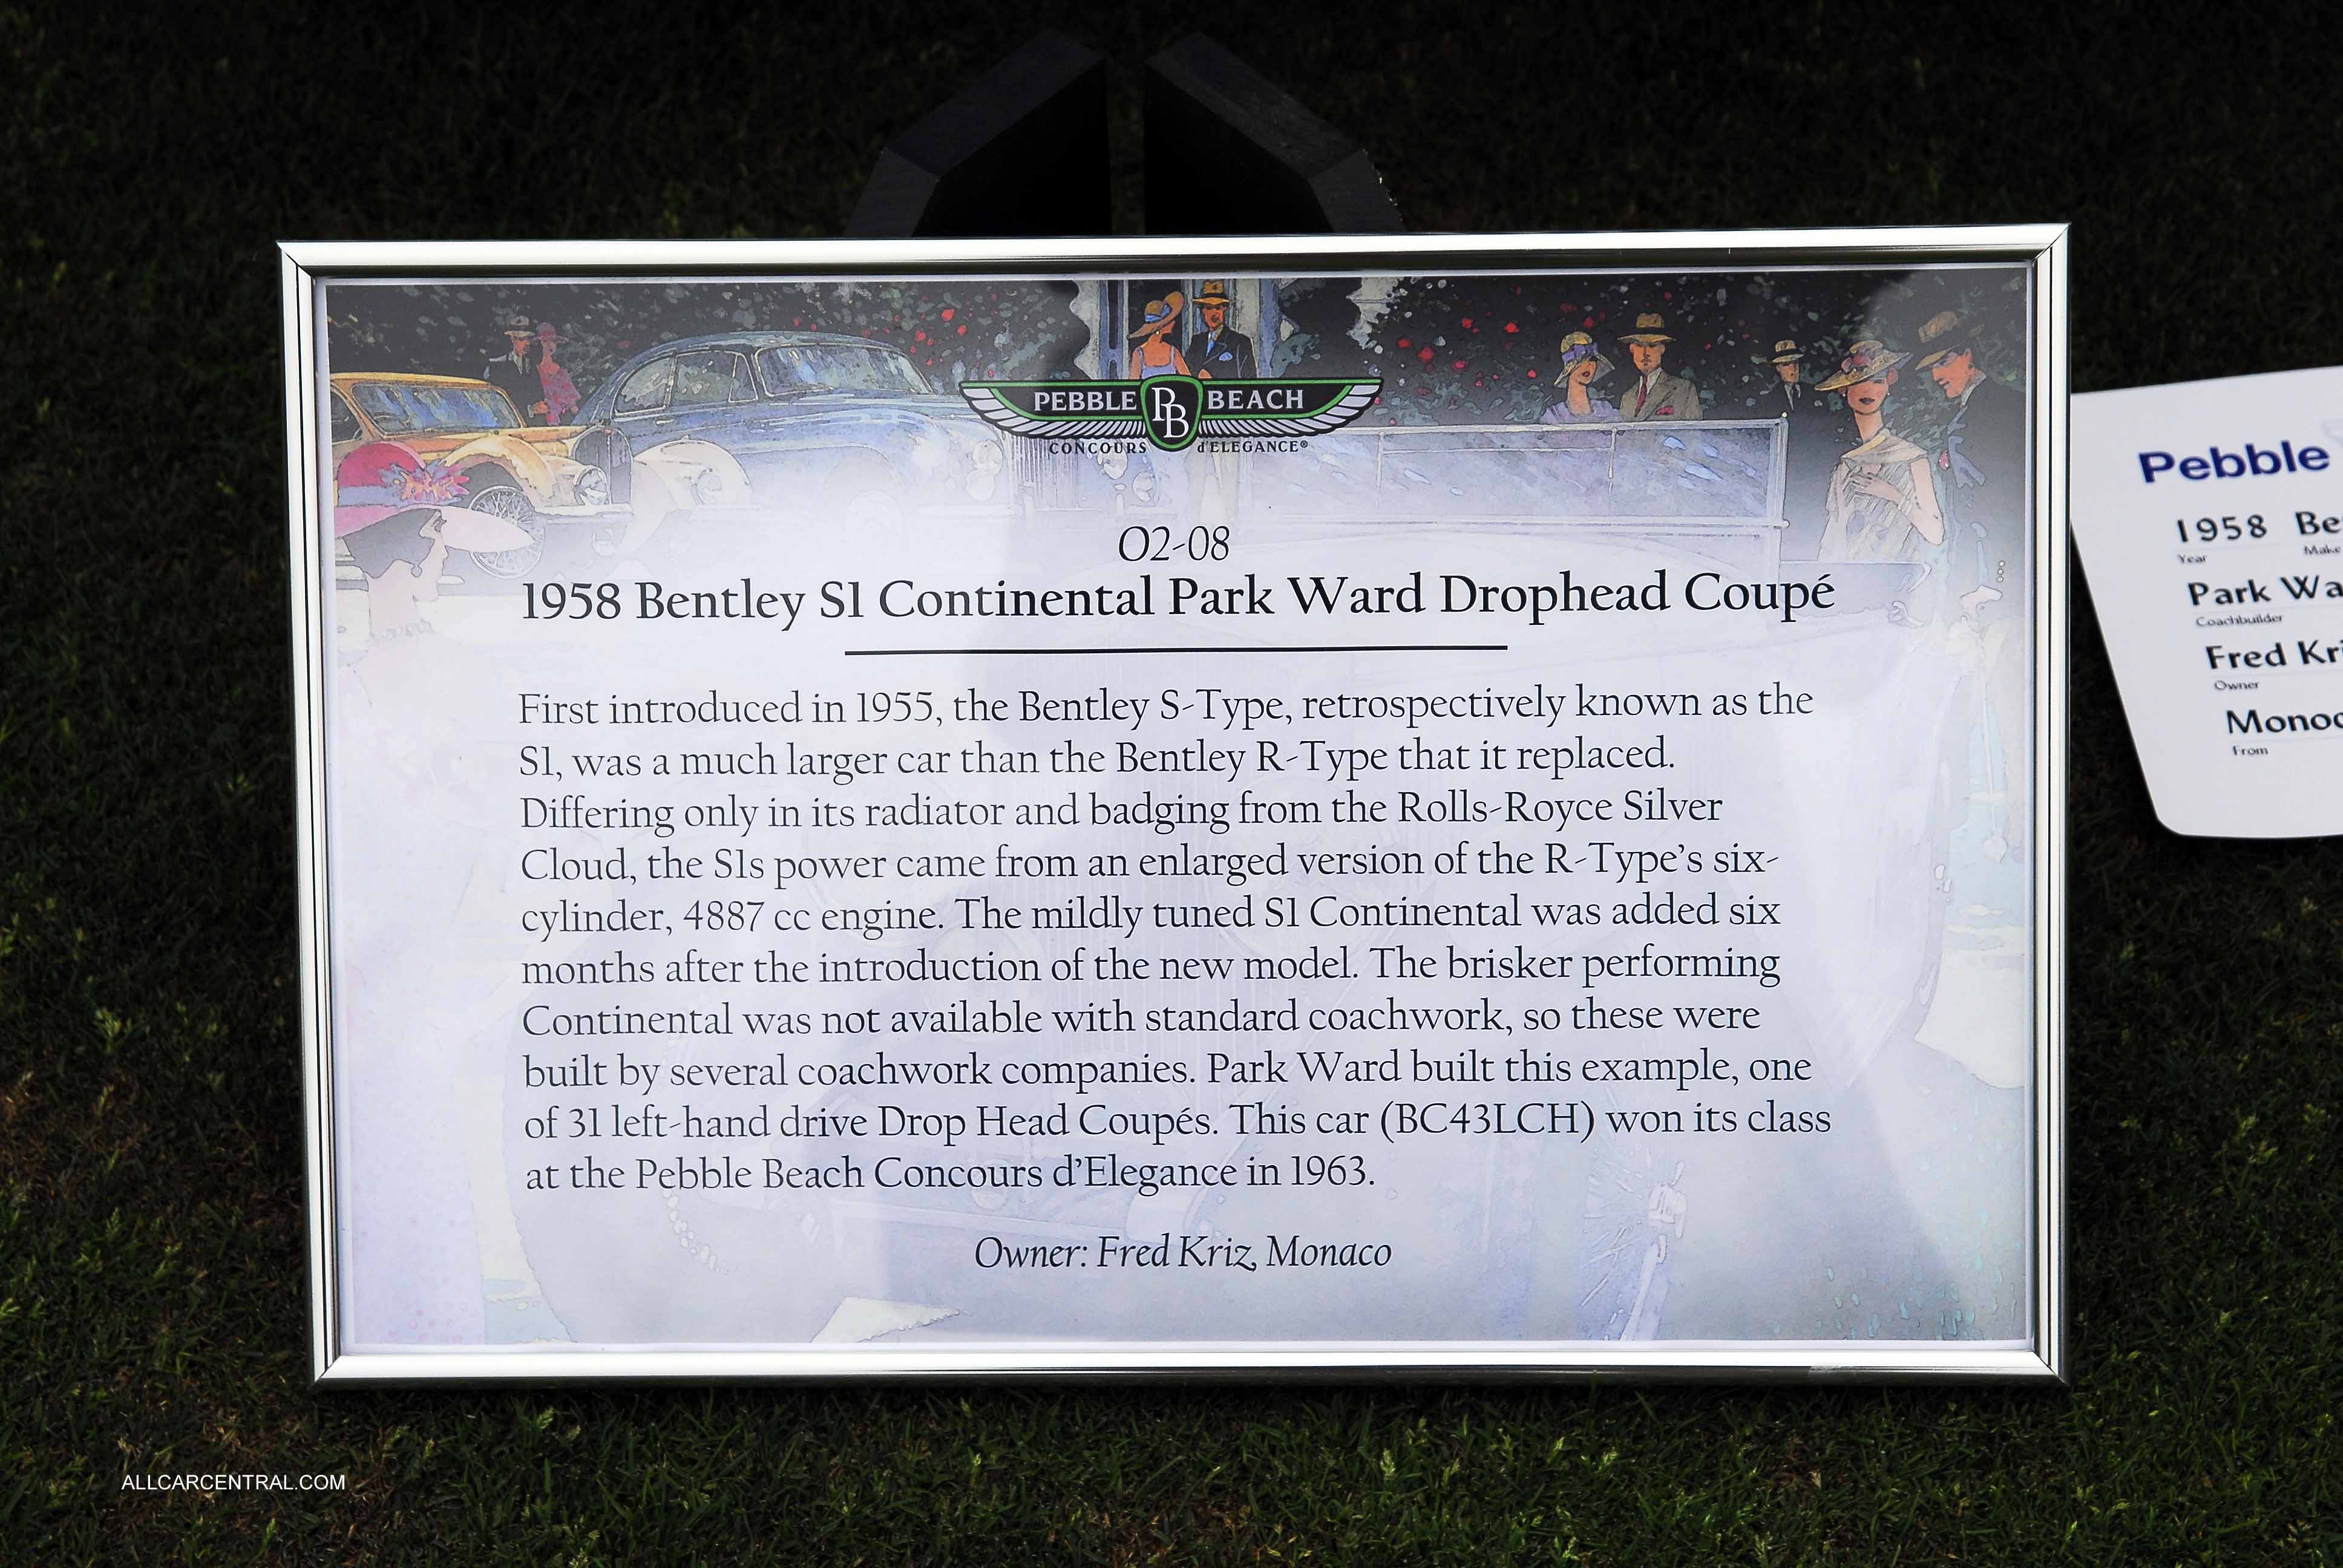 PEBBLE PB BEACH
CONCOURS d'ELEGANCE®
O2-08
1958 Bentley S1 Continental Park Ward Drophead Coupé
First introduced in 1955, the Bentley S-Type, retrospectively known as the
S1, was a much larger car than the Bentley R-Type that it replaced.
Differing only in its radiator and badging from the Rolls-Royce Silver
Cloud, the S1s power came from an enlarged version of the R-Type's six-
cylinder, 4887 cc engine. The mildly tuned S1 Continental was added six
months after the introduction of the new model. The brisker performing
Continental was not available with standard coachwork, so these were
built by several coachwork companies. Park Ward built this example, one
of 31 left-hand drive Drop Head Coupés. This car (BC43LCH) won its class
at the Pebble Beach Concours d'Elegance in 1963.
Owner: Fred Kriz, Monaco
Pebble
1958 Be
Year Make
Park Wa
Coachbuilder
Fred Kri
Owner
Monac
From
ALLCARCENTRAL.COM